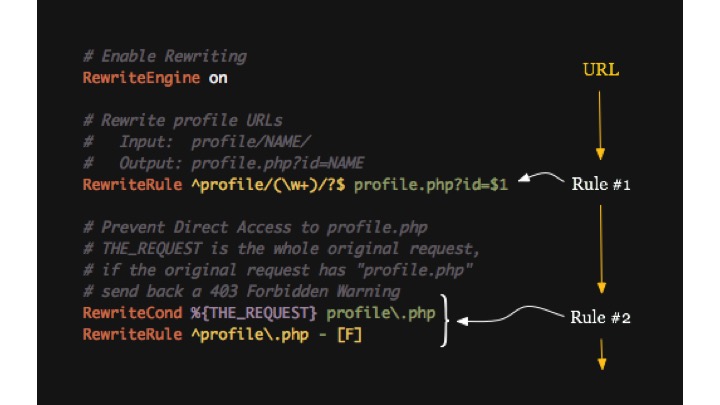 # Enable Rewriting
RewriteEngine on
# Rewrite profile URLs
#   Input:  profile/NAME/
#   Output: profile.php?id=NAME
RewriteRule ^profile/(\w+)/?$ profile.php?id=$1
# Prevent Direct Access to profile.php
# THE_REQUEST is the whole original request,
# if the original request has "profile.php"
# send back a 403 Forbidden Warning
RewriteCond %{THE_REQUEST} profile\.php
RewriteRule ^profile\.php - [F]
URL
Rule #1
Rule #2